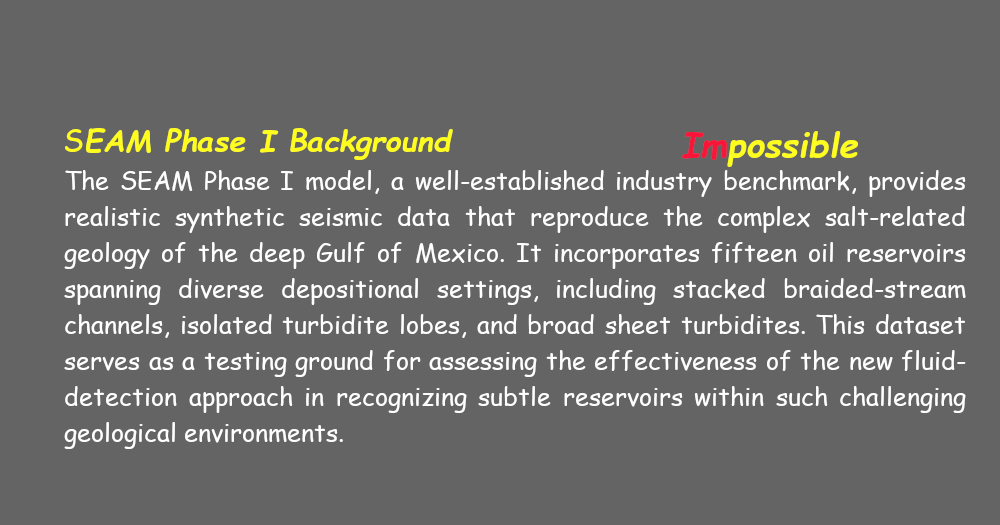 SEAM Phase I Background
Impossible
The SEAM Phase I model, a well-established industry benchmark, provides
realistic synthetic seismic data that reproduce the complex salt-related
geology of the deep Gulf of Mexico. It incorporates fifteen oil reservoirs
spanning diverse depositional settings, including stacked braided-stream
channels, isolated turbidite lobes, and broad sheet turbidites. This dataset
serves as a testing ground for assessing the effectiveness of the new fluid-
detection approach in recognizing subtle reservoirs within such challenging
geological environments.